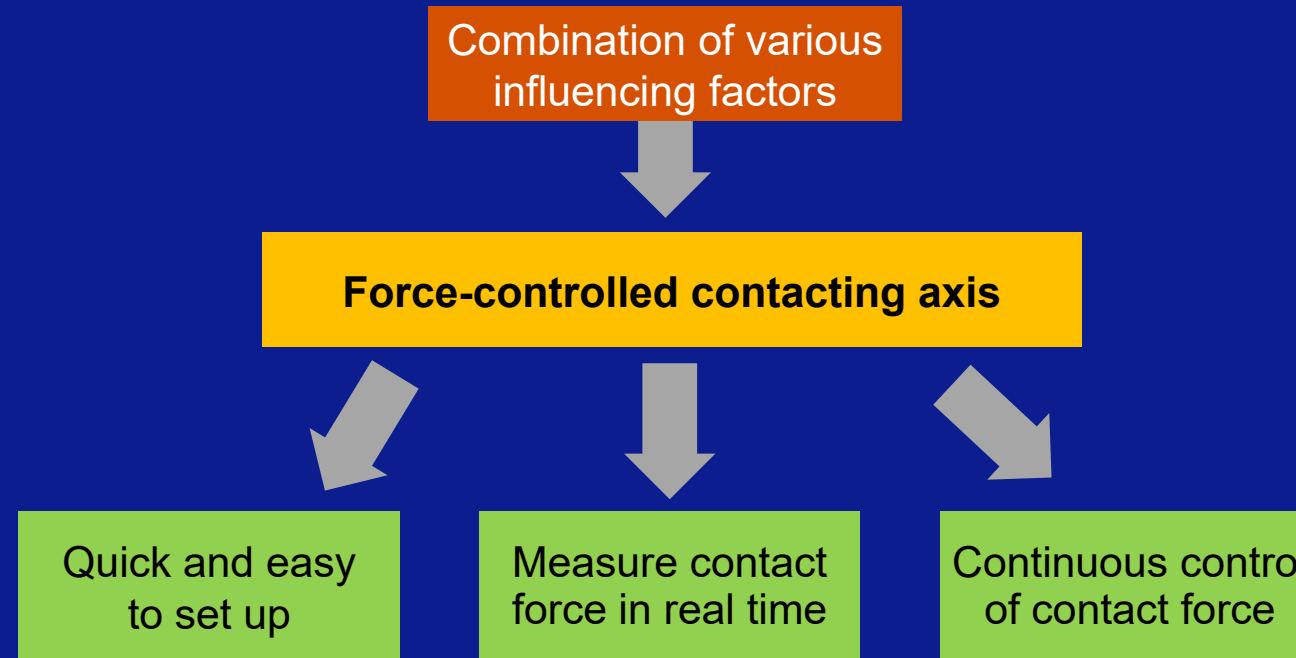 Combination of various
influencing factors
Force-controlled contacting axis
Quick and easy
to set up
Measure contact
force in real time
Continuous contro
of contact force